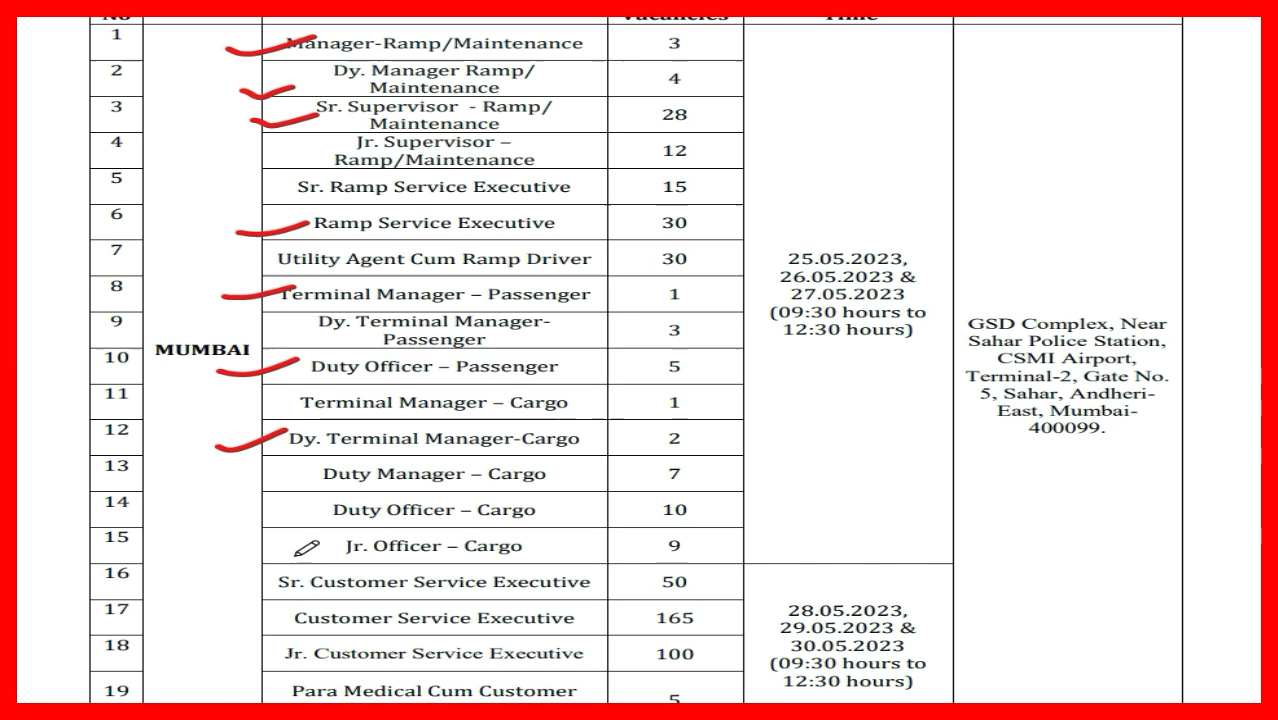 No Vacancies Time
1 Manager-Ramp/Maintenance 3
2 Dy. Manager Ramp/
Maintenance 4
3 Sr. Supervisor - Ramp/
Maintenance 28
4 Jr. Supervisor –
Ramp/Maintenance 12
5 Sr. Ramp Service Executive 15
6 Ramp Service Executive 30
7 Utility Agent Cum Ramp Driver 30
8 Terminal Manager – Passenger 1
9 Dy. Terminal Manager-
Passenger 3
10 Duty Officer – Passenger 5
11 Terminal Manager – Cargo 1
12 Dy. Terminal Manager-Cargo 2
13 Duty Manager – Cargo 7
14 Duty Officer – Cargo 10
15 Jr. Officer – Cargo 9
16 Sr. Customer Service Executive 50
17 Customer Service Executive 165
18 Jr. Customer Service Executive 100
19 Para Medical Cum Customer 5
MUMBAI
25.05.2023,
26.05.2023 &
27.05.2023
(09:30 hours to
12:30 hours)
28.05.2023,
29.05.2023 &
30.05.2023
(09:30 hours to
12:30 hours)
GSD Complex, Near
Sahar Police Station,
CSMI Airport,
Terminal-2, Gate No.
5, Sahar, Andheri-
East, Mumbai-
400099.